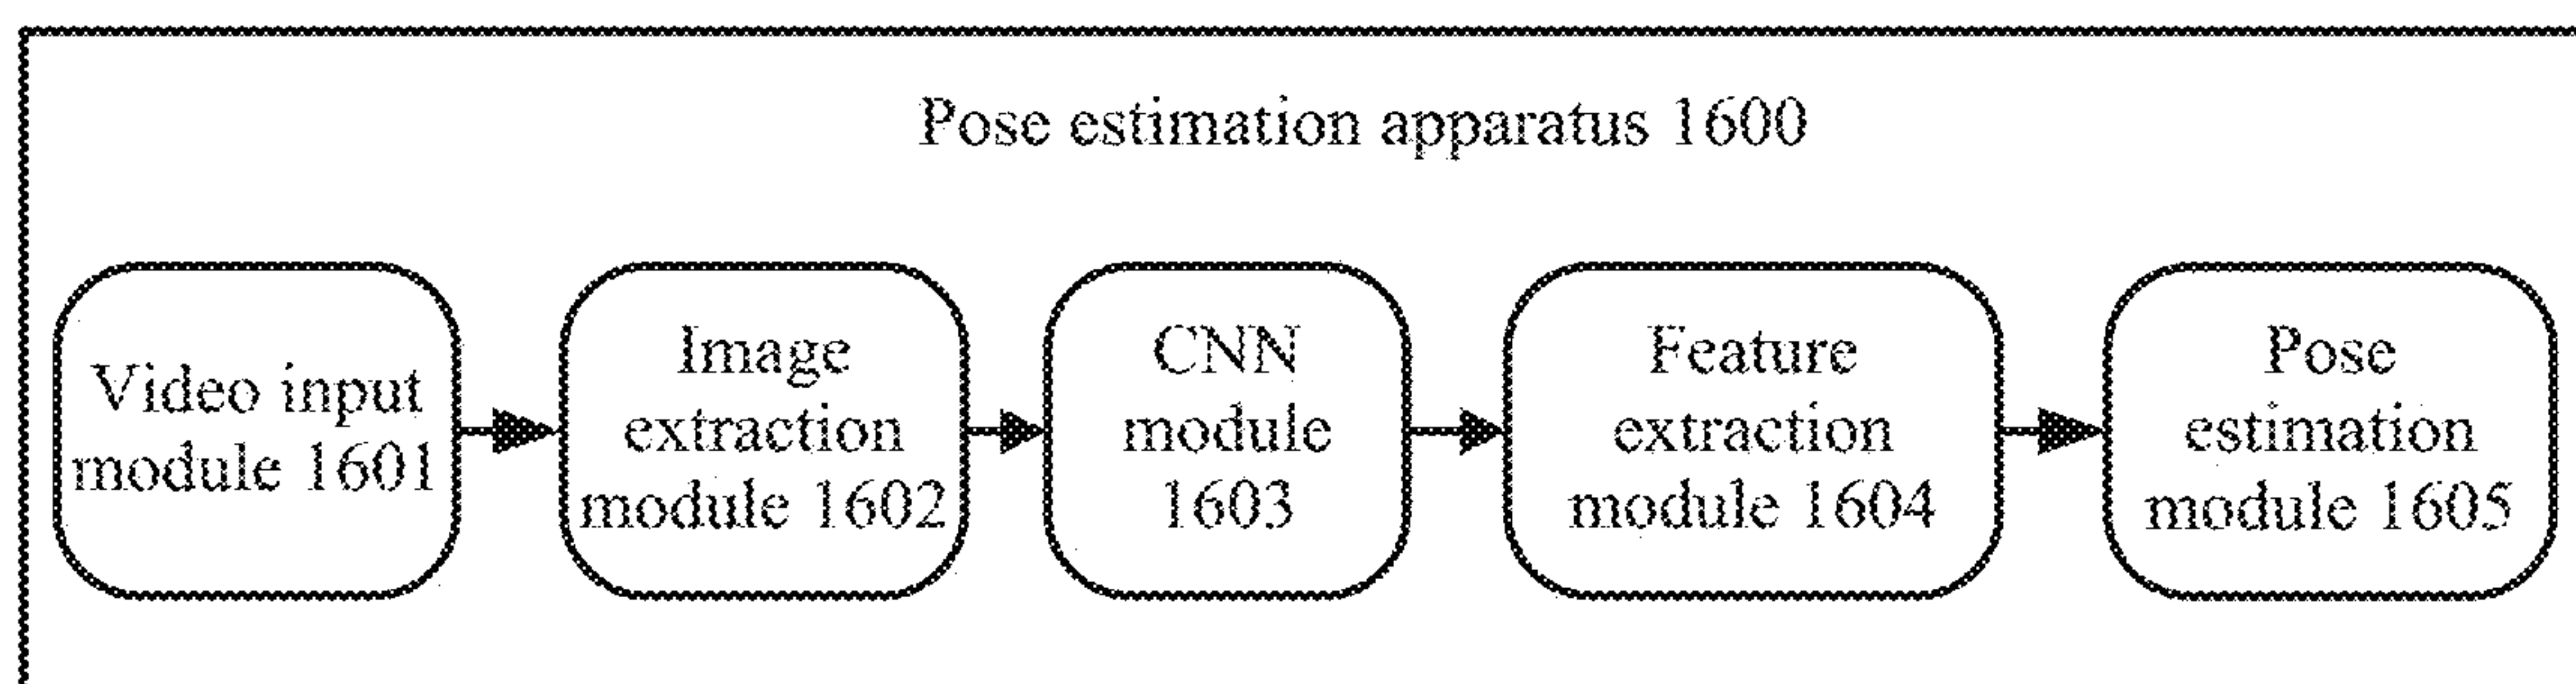 Pose estimation apparatus 1600
Video input
module 1601
Image
extraction
module 1602
CNN
module
1603
Feature
extraction
module 1604
Pose
estimation
module 1605